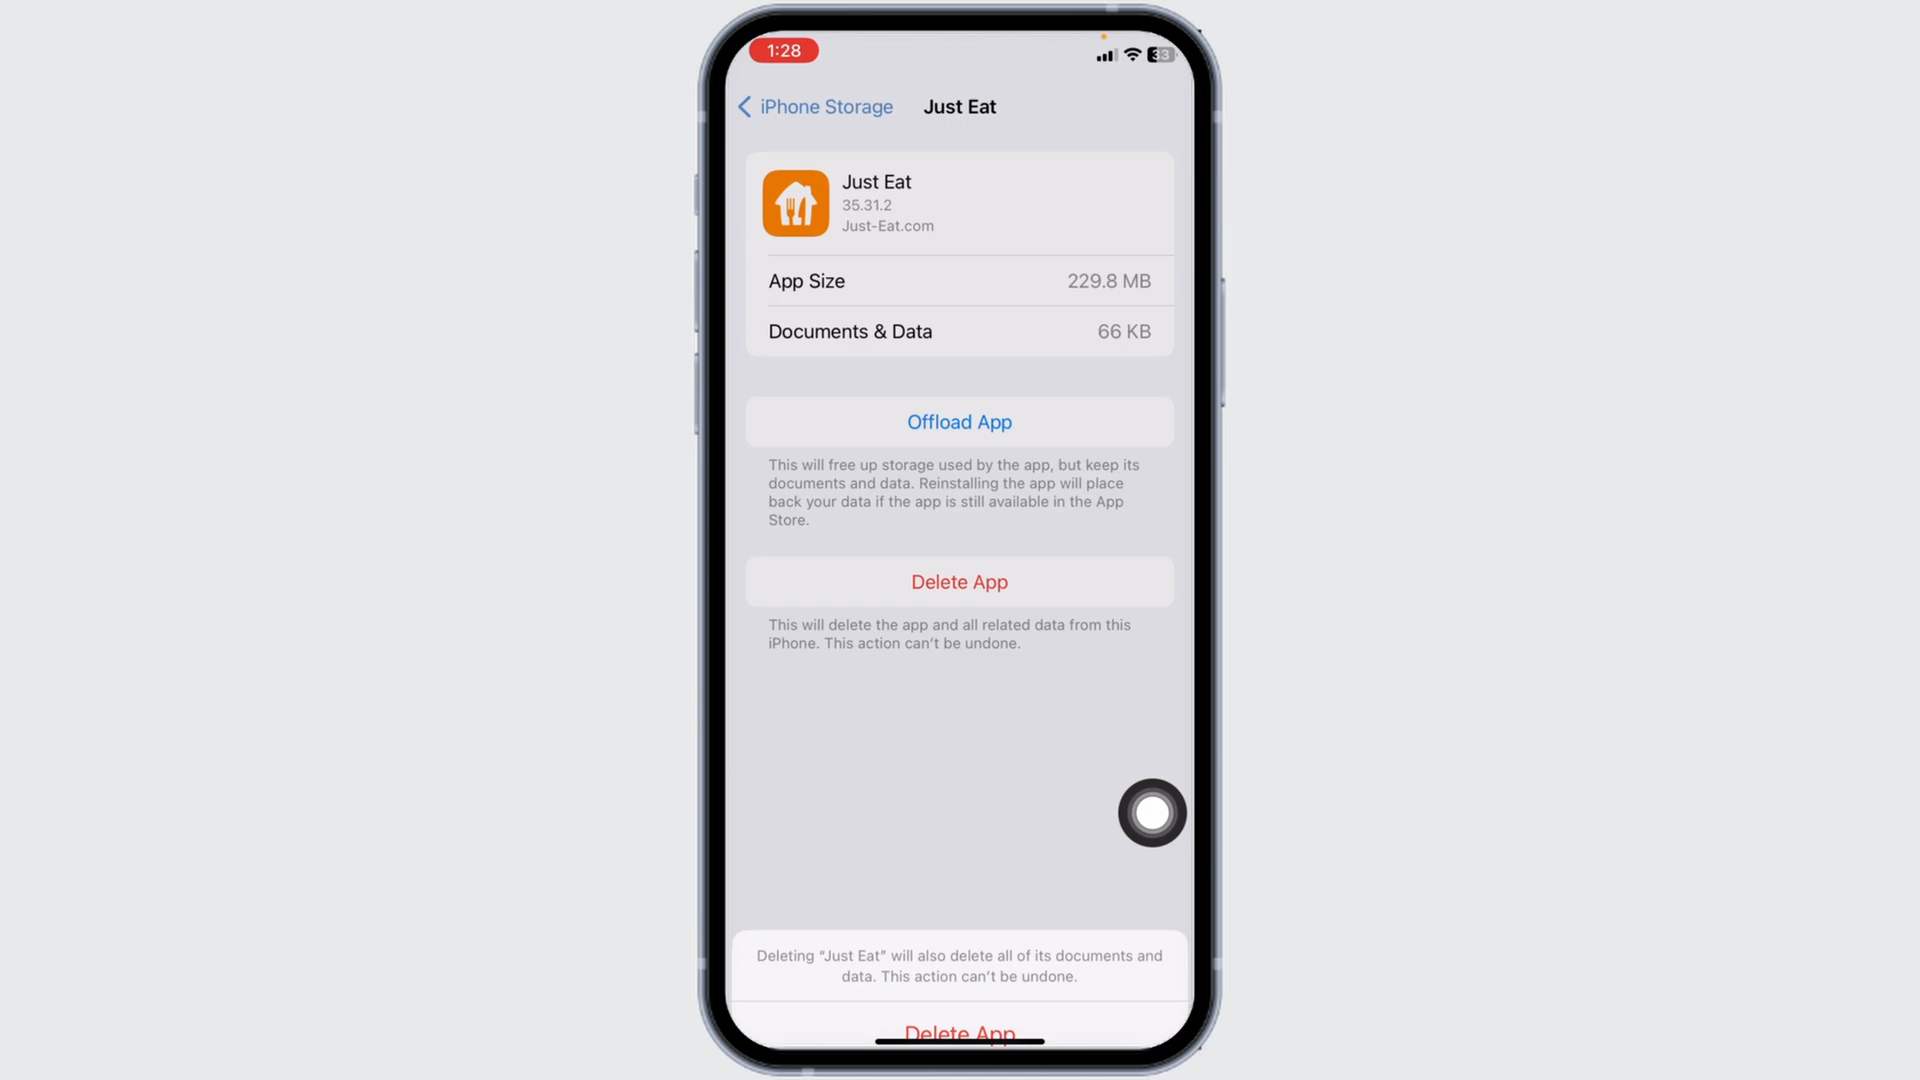 1:28
33
iPhone Storage
Just Eat
Just Eat
35.31.2
Just-Eat.com
App Size
229.8 MB
Documents & Data
66 KB
Offload App
This will free up storage used by the app, but keep its
documents and data. Reinstalling the app will place
back your data if the app is still available in the App
Store.
Delete App
This will delete the app and all related data from this
iPhone. This action can't be undone.
Deleting “Just Eat” will also delete all of its documents and
data. This action can't be undone.
Delete App